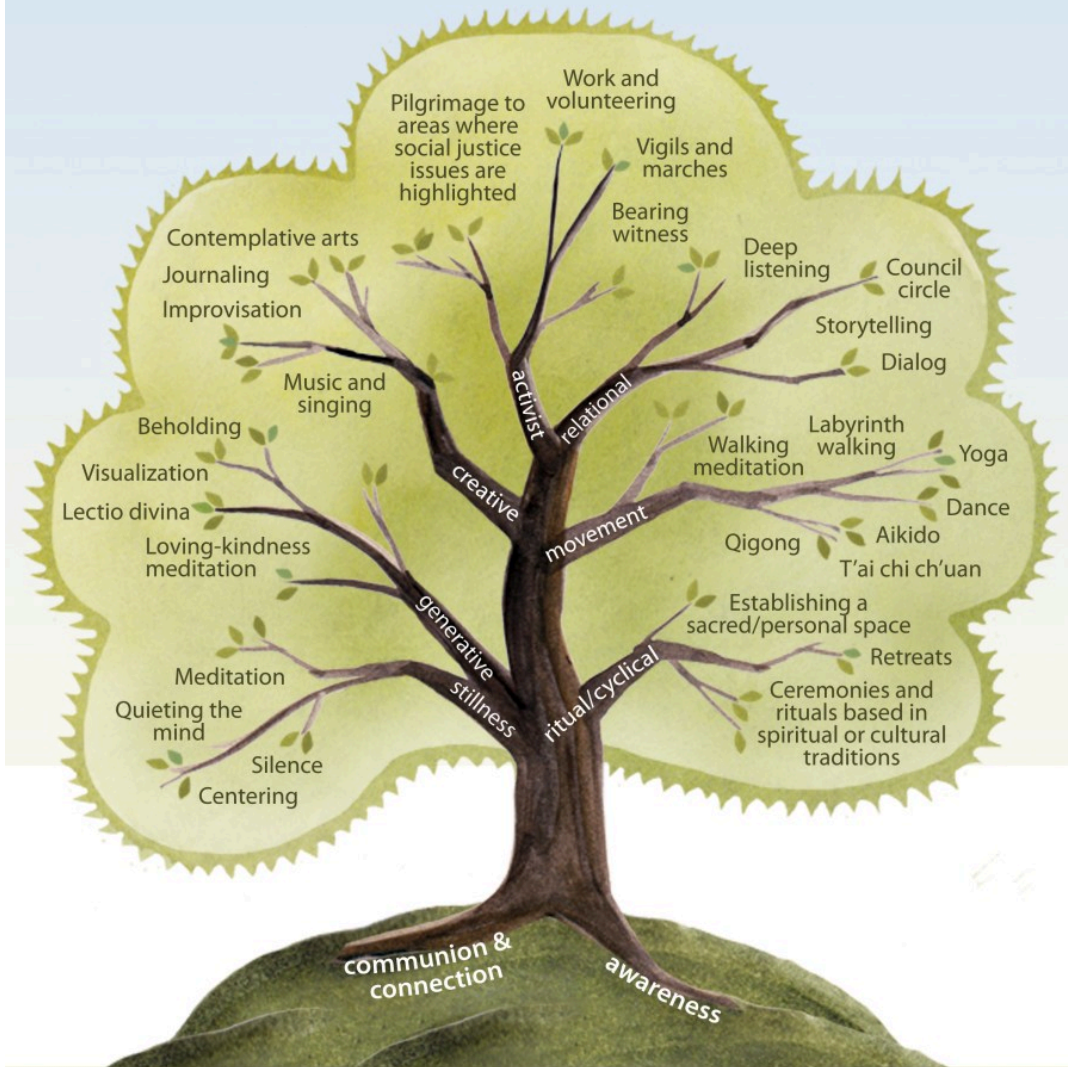 Work and
volunteering
Pilgrimage to
areas where
social justice
issues are
highlighted
Vigils and
marches
Bearing
witness
Contemplative arts
Journaling
Improvisation
Music and
singing
Deep
listening
Council
circle
Storytelling
Dialog
activist
relational
Beholding
Visualization
Lectio divina
Loving-kindness
meditation
creative
movement
Walking
meditation
Labyrinth
walking
Yoga
Dance
Aikido
Qigong
T'ai chi ch'uan
generative
stillness
ritual/cyclical
Establishing a
sacred/personal space
Retreats
Ceremonies and
rituals based in
spiritual or cultural
traditions
Meditation
Quieting the
mind
Silence
Centering
communion &
connection
awareness